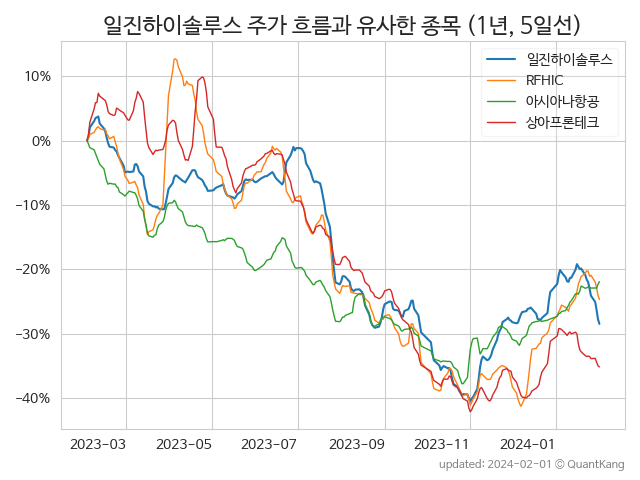 일진하이솔루스 주가 흐름과 유사한 종목 (1년, 5일선)
일진하이솔루스
RFHIC
아시아나항공
상아프론테크
10%
0%
−10%
−20%
−30%
−40%
2023-03
2023-05
2023-07
2023-09
2023-11
2024-01
updated: 2024-02-01 © QuantKang